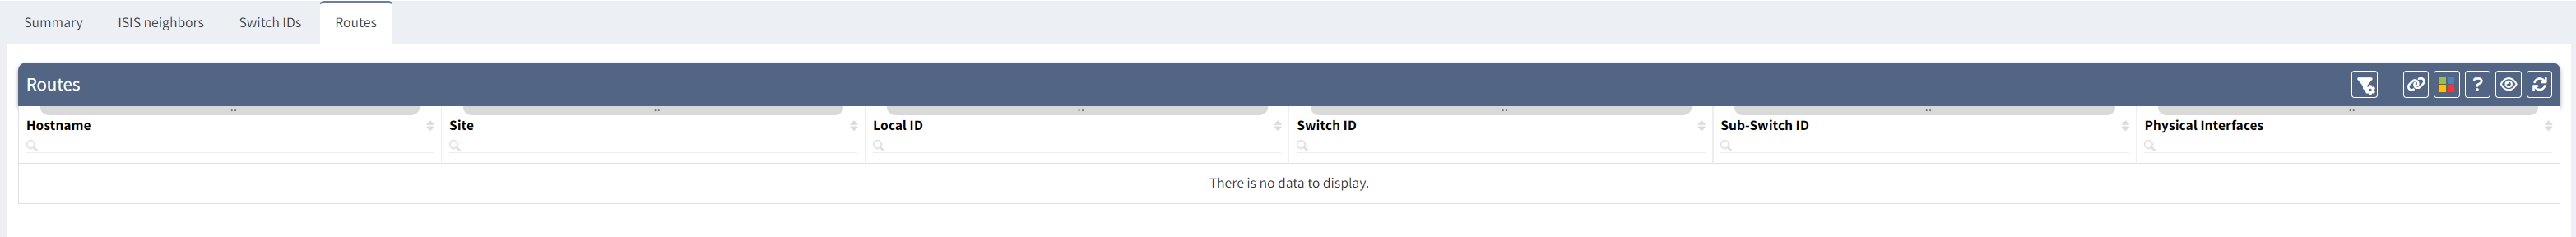 Summary ISIS neighbors Switch IDs Routes
Routes ?
Hostname Site Local ID Switch ID Sub-Switch ID Physical Interfaces
There is no data to display.